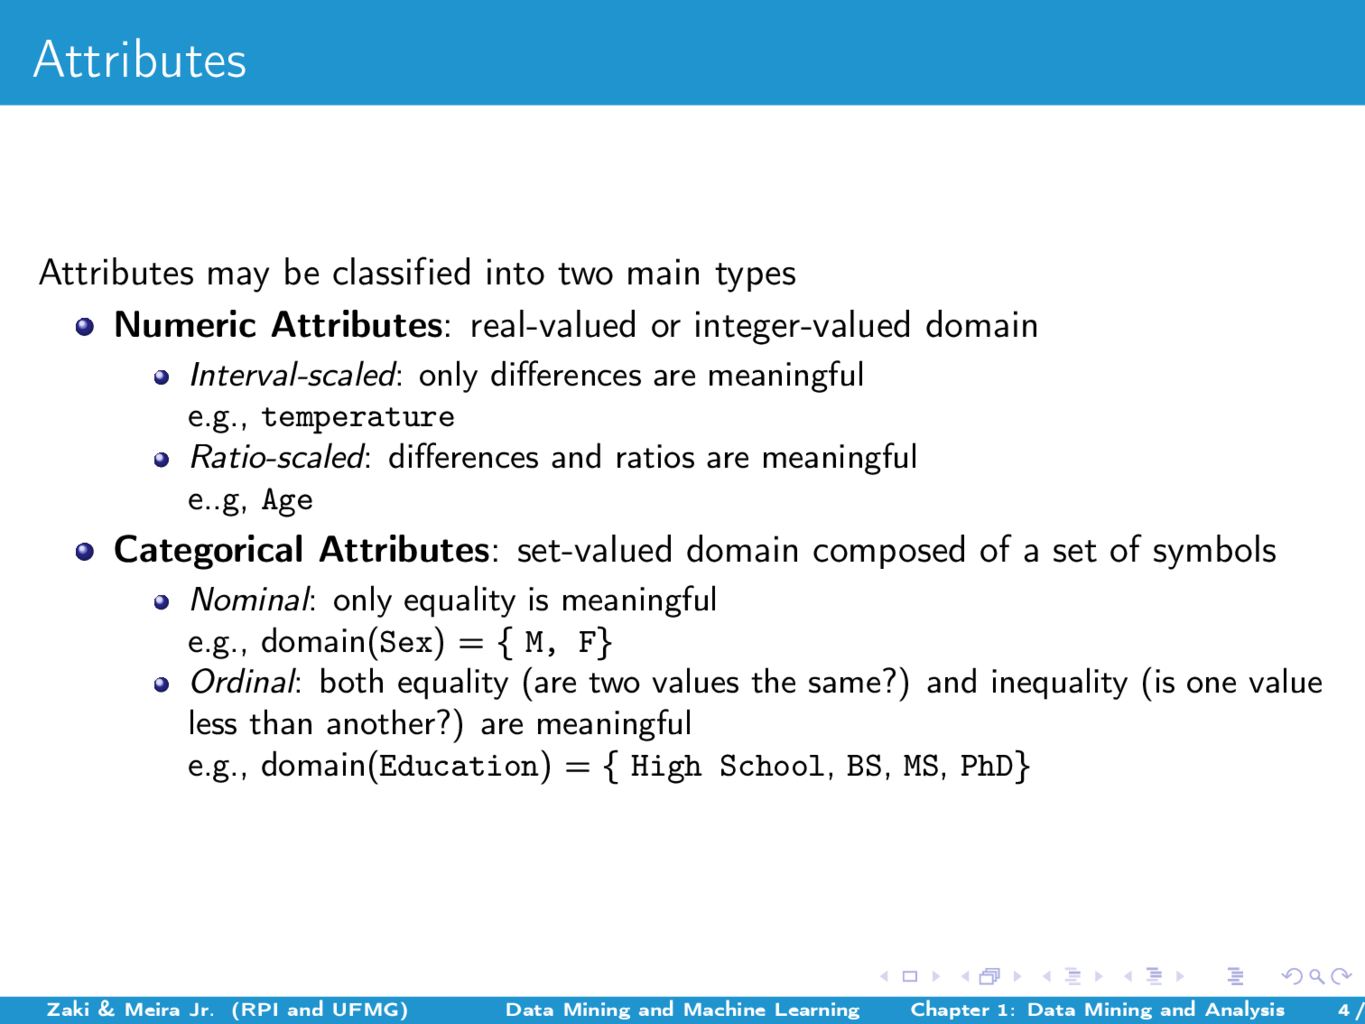 Attributes
Attributes may be classified into two main types
Numeric Attributes: real-valued or integer-valued domain
Interval-scaled: only differences are meaningful
e.g., temperature
Ratio-scaled: differences and ratios are meaningful
e..g, Age
Categorical Attributes: set-valued domain composed of a set of symbols
Nominal: only equality is meaningful
e.g., domain(Sex) = { M, F}
Ordinal: both equality (are two values the same?) and inequality (is one value
less than another?) are meaningful
e.g., domain(Education) = { High School, BS, MS, PhD}
Zaki & Meira Jr. (RPI and UFMG) Data Mining and Machine Learning Chapter 1: Data Mining and Analysis 4 /